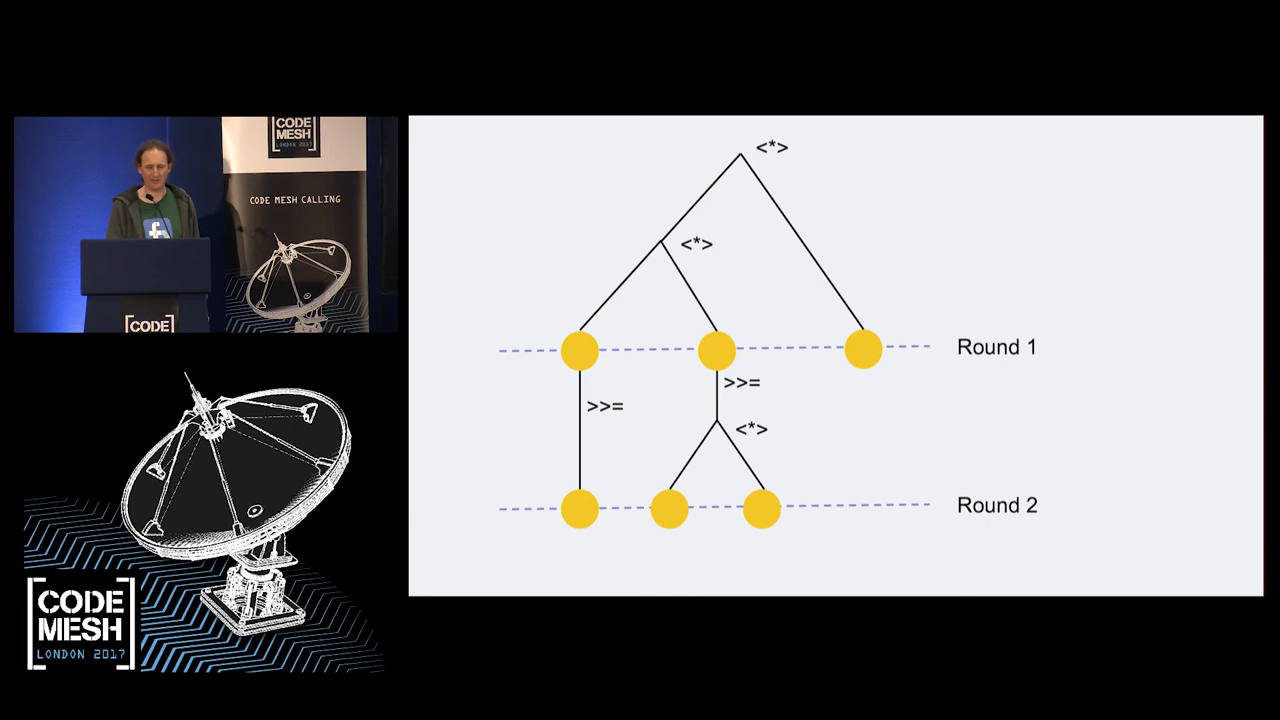 CODE
MESH
LONDON 2017
CODE MESH CALLING
f
[CODE
<*>
<*>
Round 1
>>=
>>=
<*>
Round 2
[CODE
MESH]
LONDON 2017